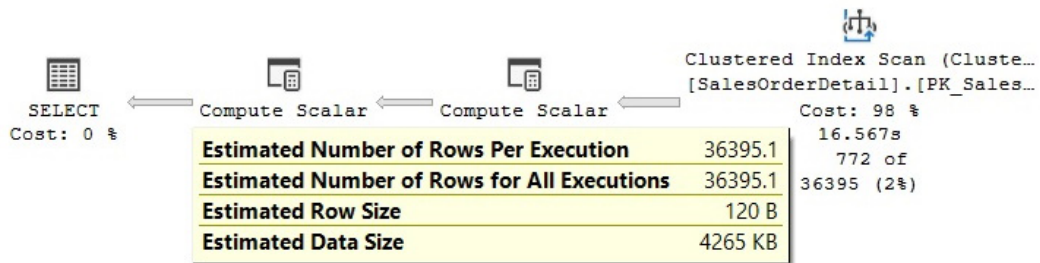 Clustered Index Scan (Cluste…
[SalesOrderDetail].[PK_Sales…
Cost: 98 %
16.567s
772 of
36395 (2%)
SELECT
Cost: 0 %
Compute Scalar
Compute Scalar
Estimated Number of Rows Per Execution 36395.1
Estimated Number of Rows for All Executions 36395.1
Estimated Row Size 120 B
Estimated Data Size 4265 KB